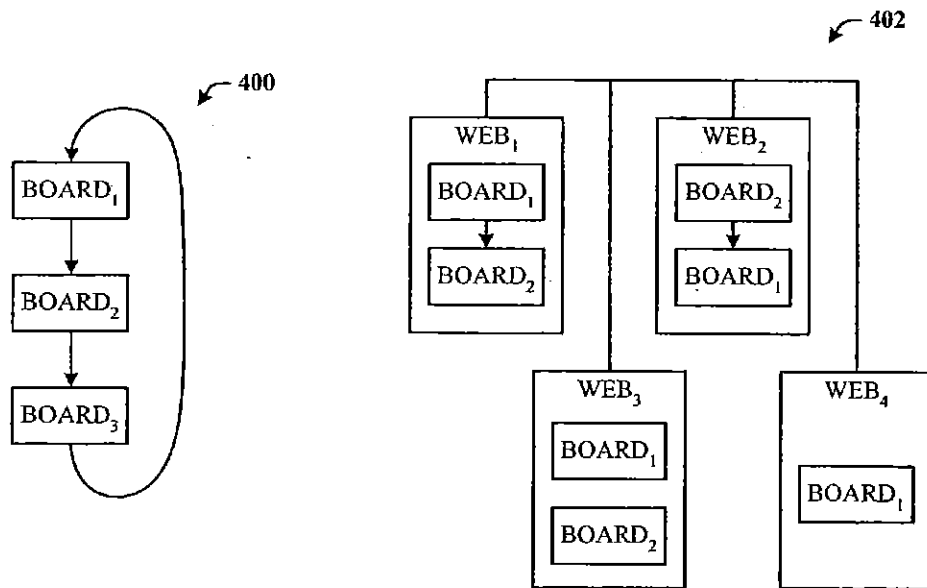 400
BOARD₁
BOARD₂
BOARD₃
402
WEB₁
BOARD₁
BOARD₂
WEB₂
BOARD₂
BOARD₁
WEB₃
BOARD₁
BOARD₂
WEB₄
BOARD₁